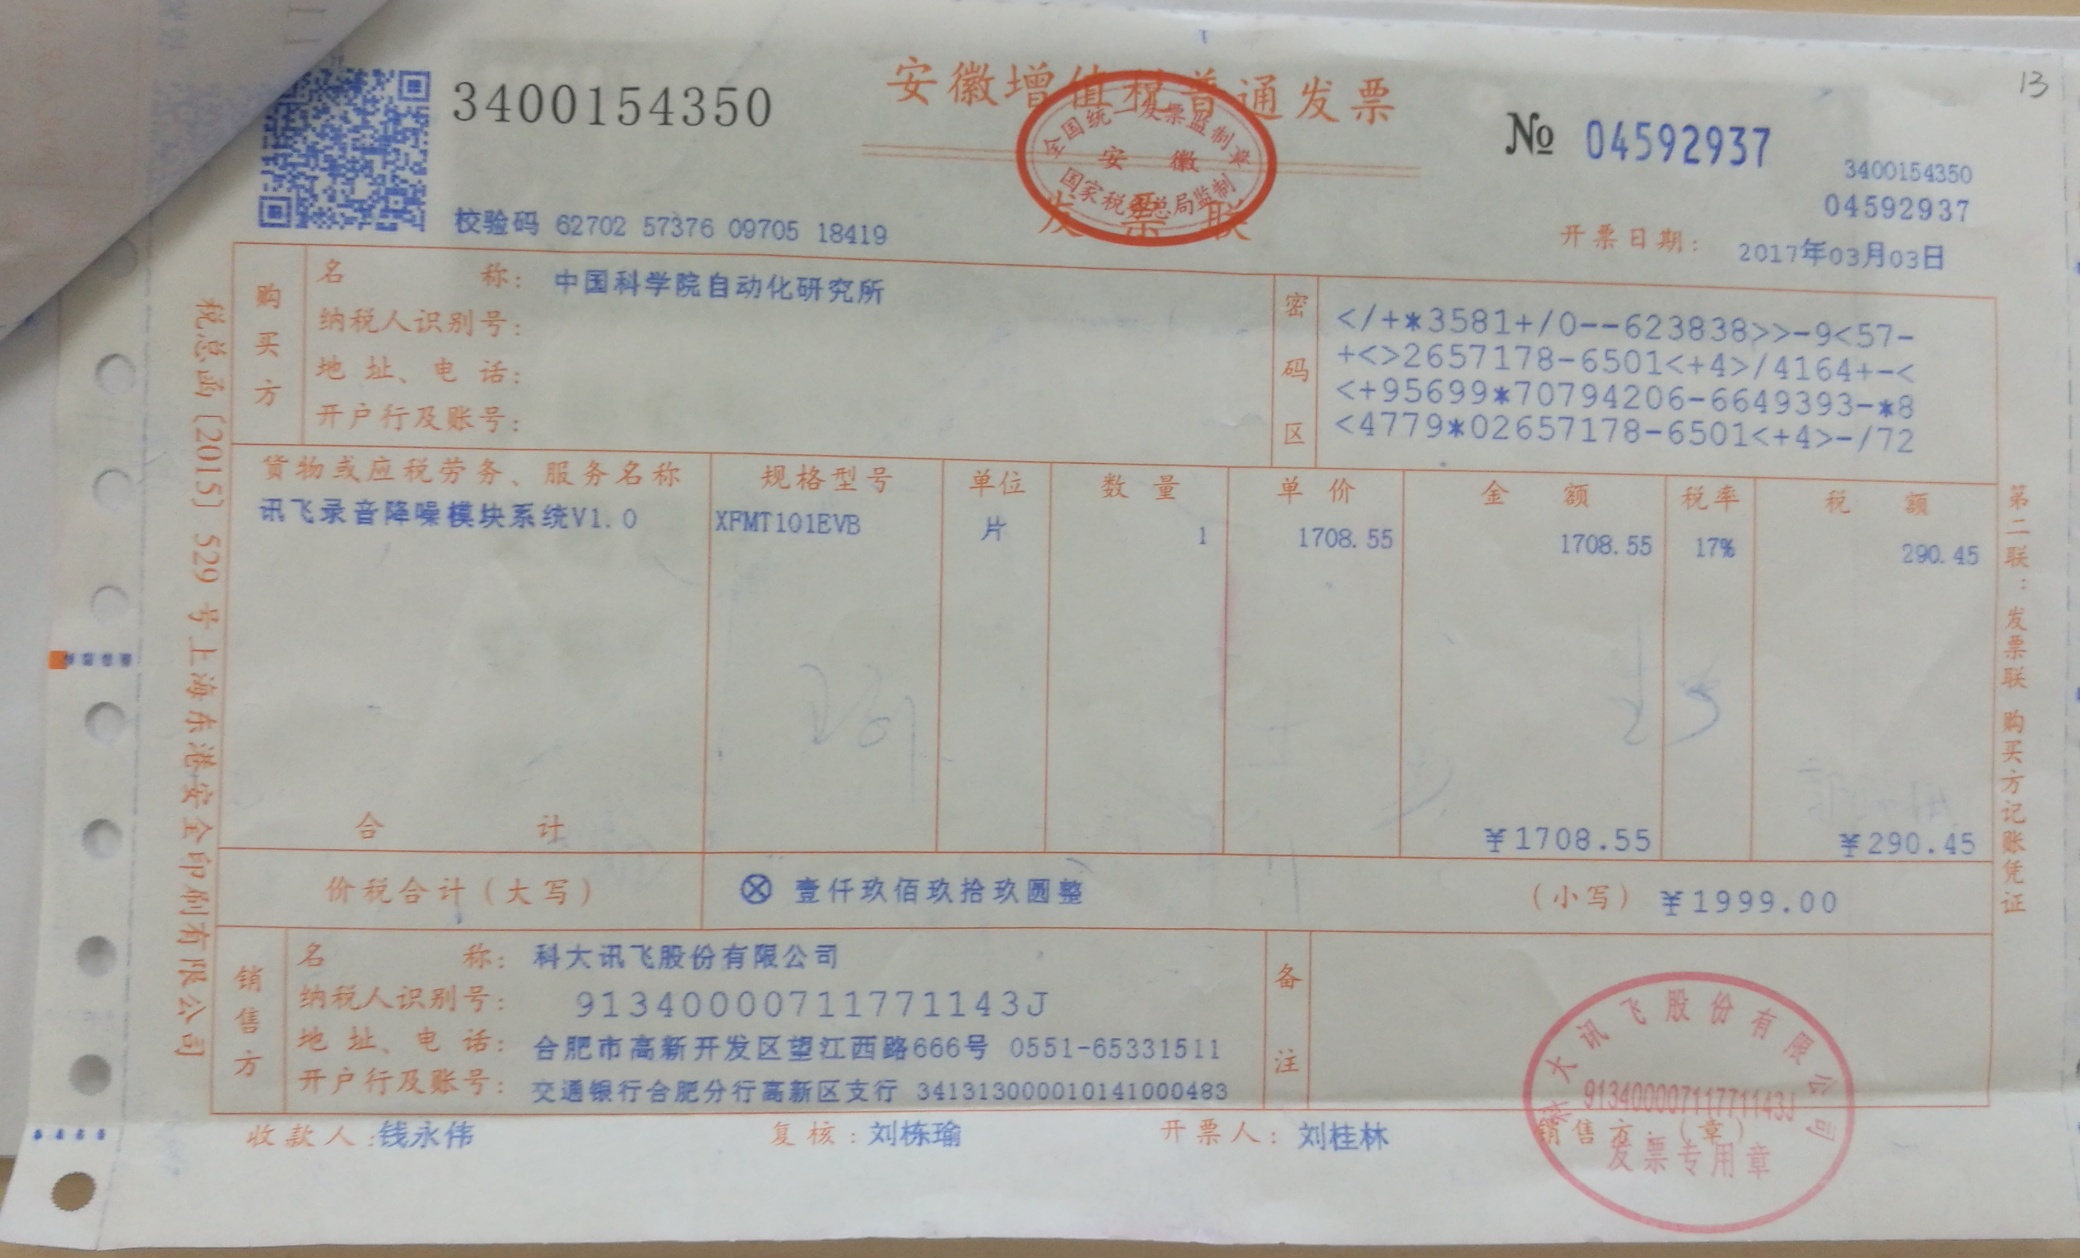 13
3400154350
安徽增值税普通发票
全国统一发票监制章
安徽
国家税务总局监制
发票联
№ 04592937
3400154350
04592937
校验码 62702 57376 09705 18419
开票日期: 2017年03月03日
购买方
名称: 中国科学院自动化研究所
纳税人识别号:
地址、电话:
开户行及账号:
密码区
</+*3581+/0--623838>>-9<57-
+<>2657178-6501<+4>/4164+-<
<+95699*70794206-6649393-*8
<4779*02657178-6501<+4>-/72
货物或应税劳务、服务名称 规格型号 单位 数量 单价 金额 税率 税额
讯飞录音降噪模块系统V1.0 XFMT101EVB 片 1 1708.55 1708.55 17% 290.45
合计 ¥1708.55 ¥290.45
价税合计(大写) ⊗ 壹仟玖佰玖拾玖圆整 (小写) ¥1999.00
销售方
名称: 科大讯飞股份有限公司
纳税人识别号: 91340000711771143J
地址、电话: 合肥市高新开发区望江西路666号 0551-65331511
开户行及账号: 交通银行合肥分行高新区支行 341313000010141000483
备注
收款人: 钱永伟 复核: 刘栋瑜 开票人: 刘桂林 销售方:(章)
科大讯飞股份有限公司
91340000711771143J
发票专用章
税总函〔2015〕529号上海东港安全印刷有限公司
第二联:发票联 购买方记账凭证